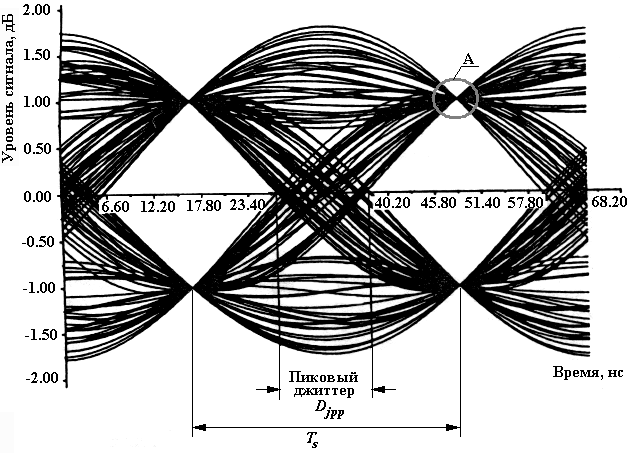 Уровень сигнала, дБ
2.00
1.50
1.00
0.50
0.00
-0.50
-1.00
-1.50
-2.00
6.60 12.20 17.80 23.40 40.20 45.80 51.40 57.80 68.20
A
Время, нс
Пиковый
джиттер
Djpp
Ts